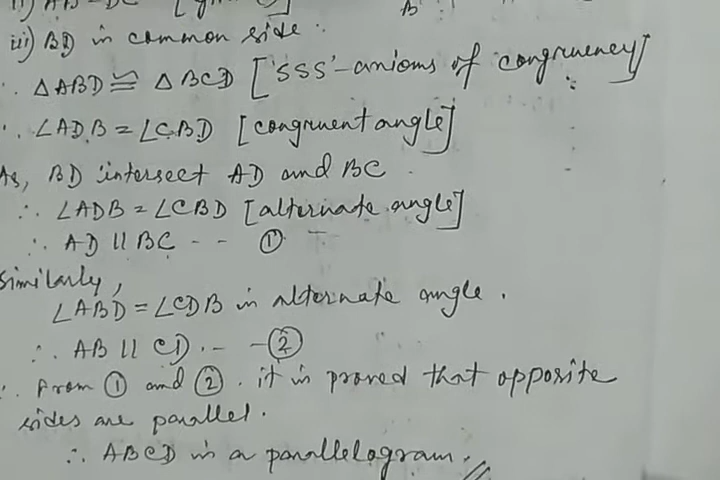 B
iii) BD is common side.
∴ △ABD ≅ △BCD ['SSS'-axioms of congruency]
∴ ∠ADB = ∠CBD [congruent angle]
As, BD intersect AD and BC.
∴ ∠ADB = ∠CBD [alternate angle]
∴ AD || BC -- ①
Similarly,
∠ABD = ∠CDB is alternate angle.
∴ AB || CD. -- ②
∴ From ① and ②. it is proved that opposite
sides are parallel.
∴ ABCD is a parallelogram.